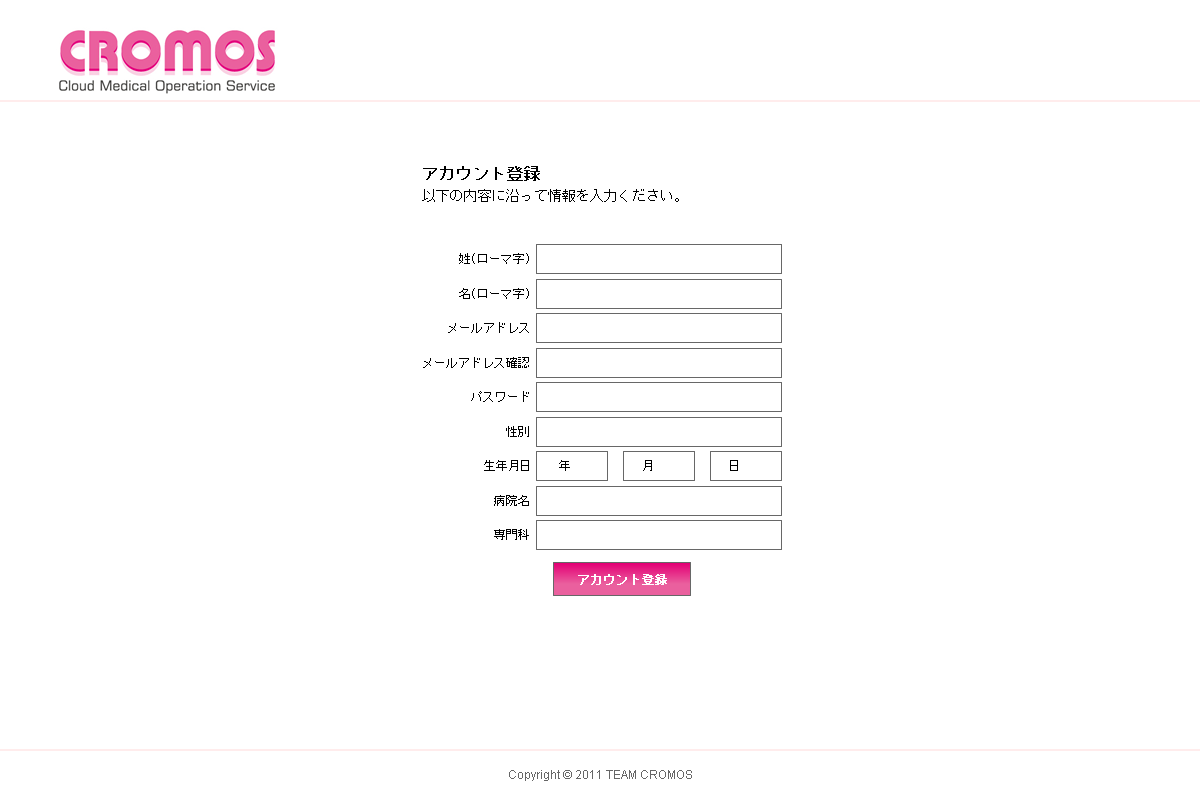 CROMOS
Cloud Medical Operation Service
アカウント登録
以下の内容に沿って情報を入力ください。
姓(ローマ字)
名(ローマ字)
メールアドレス
メールアドレス確認
パスワード
性別
生年月日 年 月 日
病院名
専門科
アカウント登録
Copyright © 2011 TEAM CROMOS